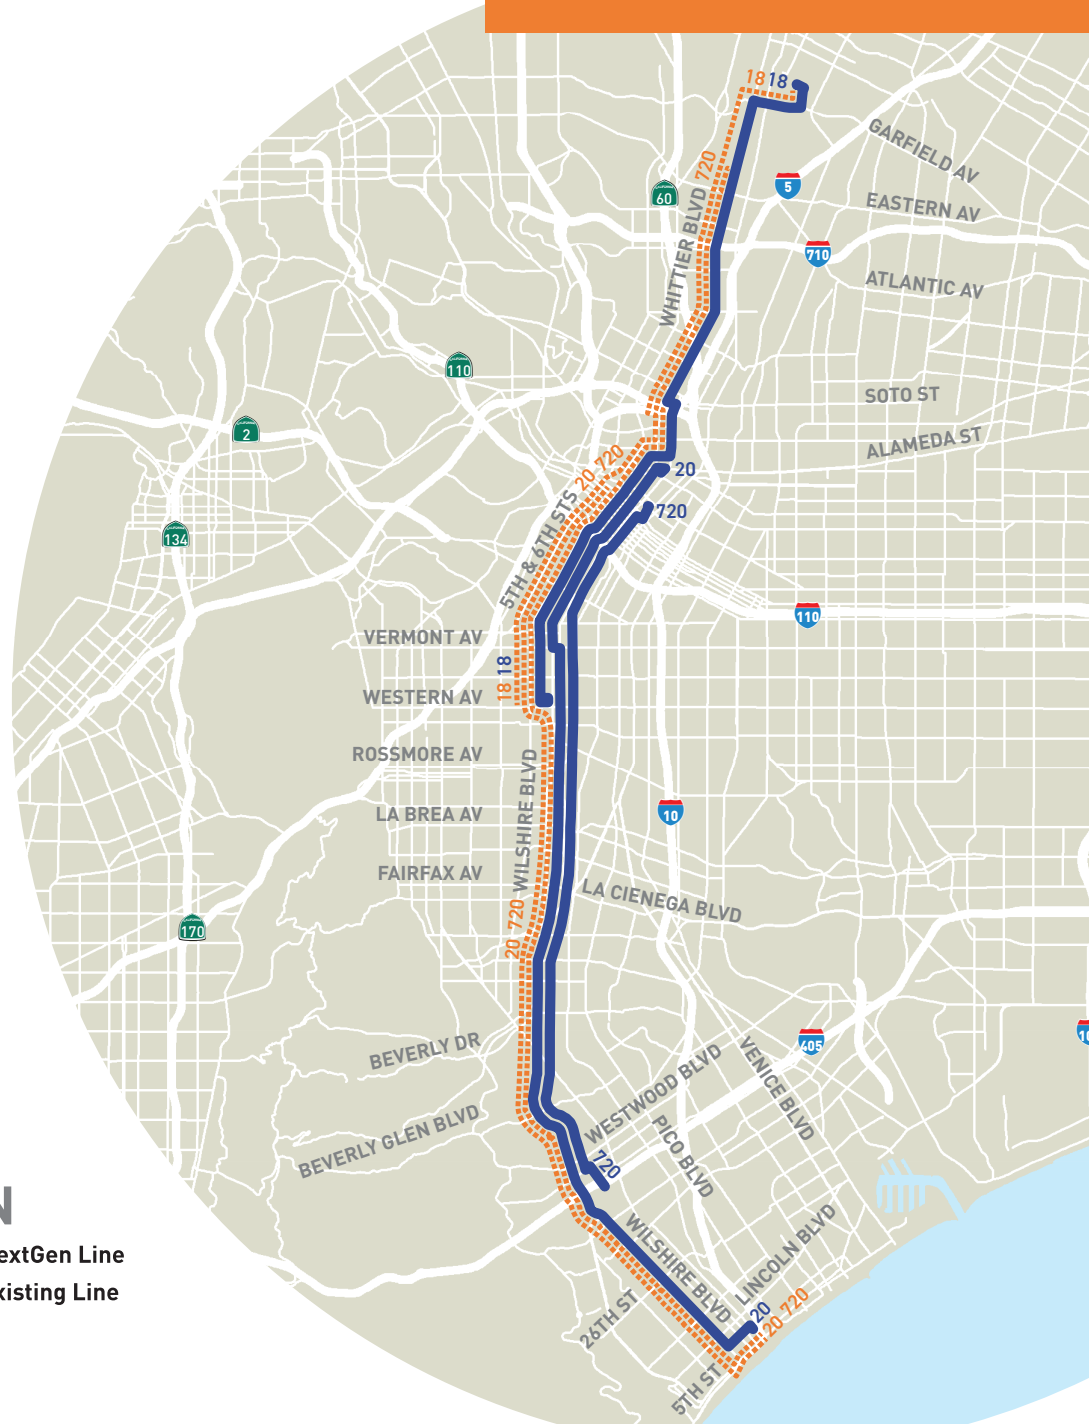 18 18
GARFIELD AV
5
720
60
EASTERN AV
WHITTIER BLVD
710
ATLANTIC AV
CALIFORNIA
110
SOTO ST
2
ALAMEDA ST
20 720
20
720
134
5TH & 6TH STS
110
VERMONT AV
18 18
WESTERN AV
ROSSMORE AV
WILSHIRE BLVD
LA BREA AV
10
FAIRFAX AV
LA CIENEGA BLVD
20 720
170
BEVERLY DR
405
10
WESTWOOD BLVD
VENICE BLVD
BEVERLY GLEN BLVD
PICO BLVD
720
N
extGen Line
xisting Line
WILSHIRE BLVD
LINCOLN BLVD
26TH ST
20
20 720
5TH ST